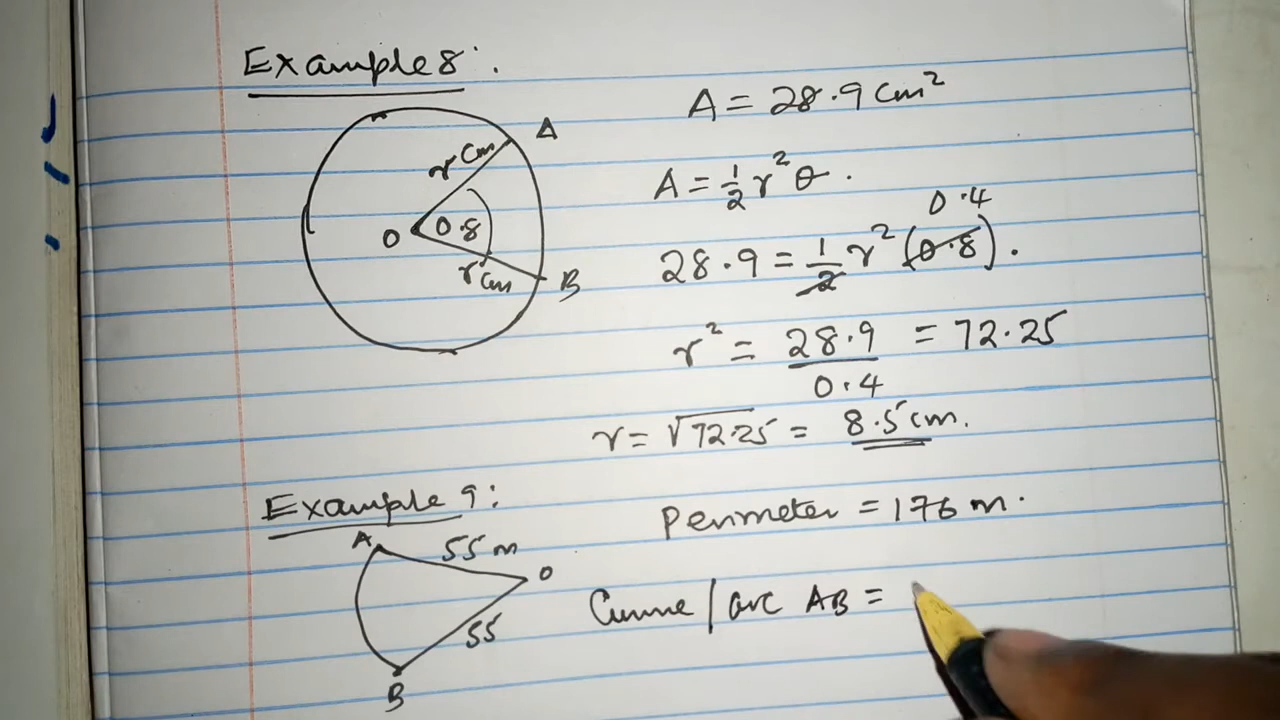 Example 8:
A
r cm
O
0.8
r cm
B
A = 28.9 cm²
A = ½ r² θ.
0.4
28.9 = ½ r² (0.8).
r² = 28.9 / 0.4 = 72.25
r = √72.25 = 8.5 cm.
Example 9:
A
55 m
O
55
B
Perimeter = 176 m.
Curve / arc AB =